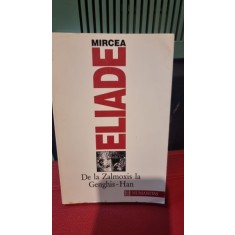 MIRCEA
ELIADE
De la Zalmoxis la
Genghis-Han